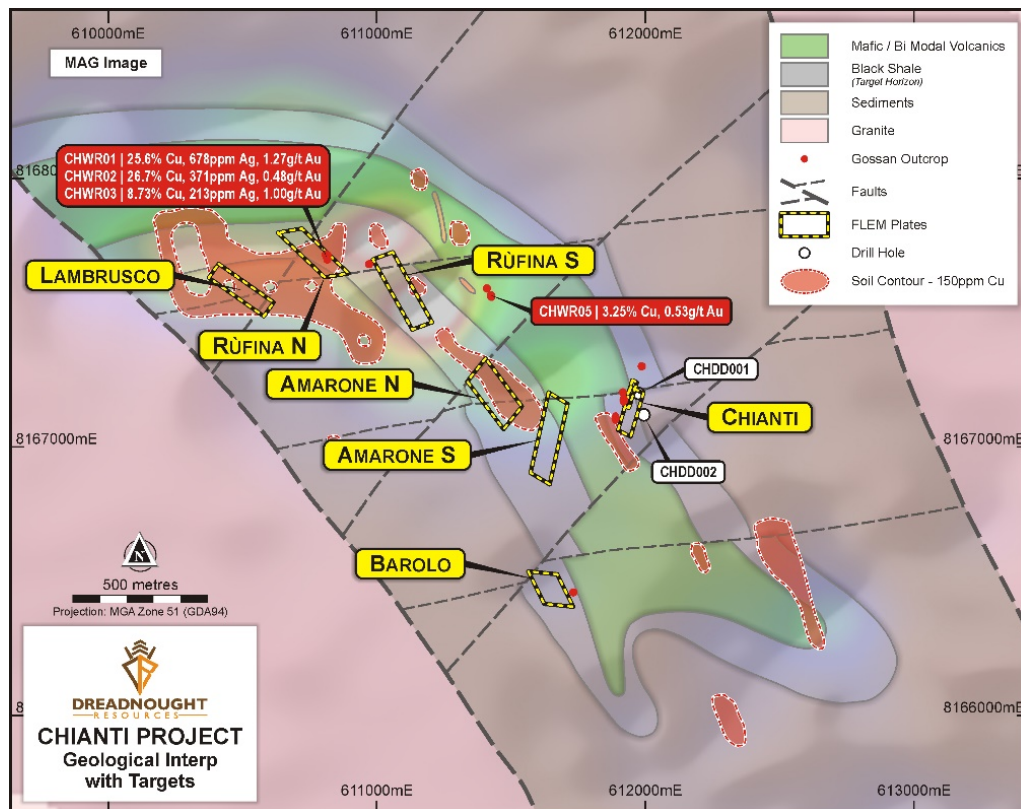 610000mE
611000mE
612000mE
MAG Image
Mafic / Bi Modal Volcanics
Black Shale
(Target Horizon)
Sediments
Granite
Gossan Outcrop
Faults
FLEM Plates
Drill Hole
Soil Contour - 150ppm Cu
CHWR01 | 25.6% Cu, 678ppm Ag, 1.27g/t Au
CHWR02 | 26.7% Cu, 371ppm Ag, 0.48g/t Au
CHWR03 | 8.73% Cu, 213ppm Ag, 1.00g/t Au
LAMBRUSCO
RÙFINA S
CHWR05 | 3.25% Cu, 0.53g/t Au
RÙFINA N
AMARONE N
CHDD001
CHIANTI
8167000mN
8167000mE
AMARONE S
CHDD002
BAROLO
N
500 metres
Projection: MGA Zone 51 (GDA94)
DREADNOUGHT
RESOURCES
CHIANTI PROJECT
Geological Interp
with Targets
8166000mE
611000mE
612000mE
613000mE